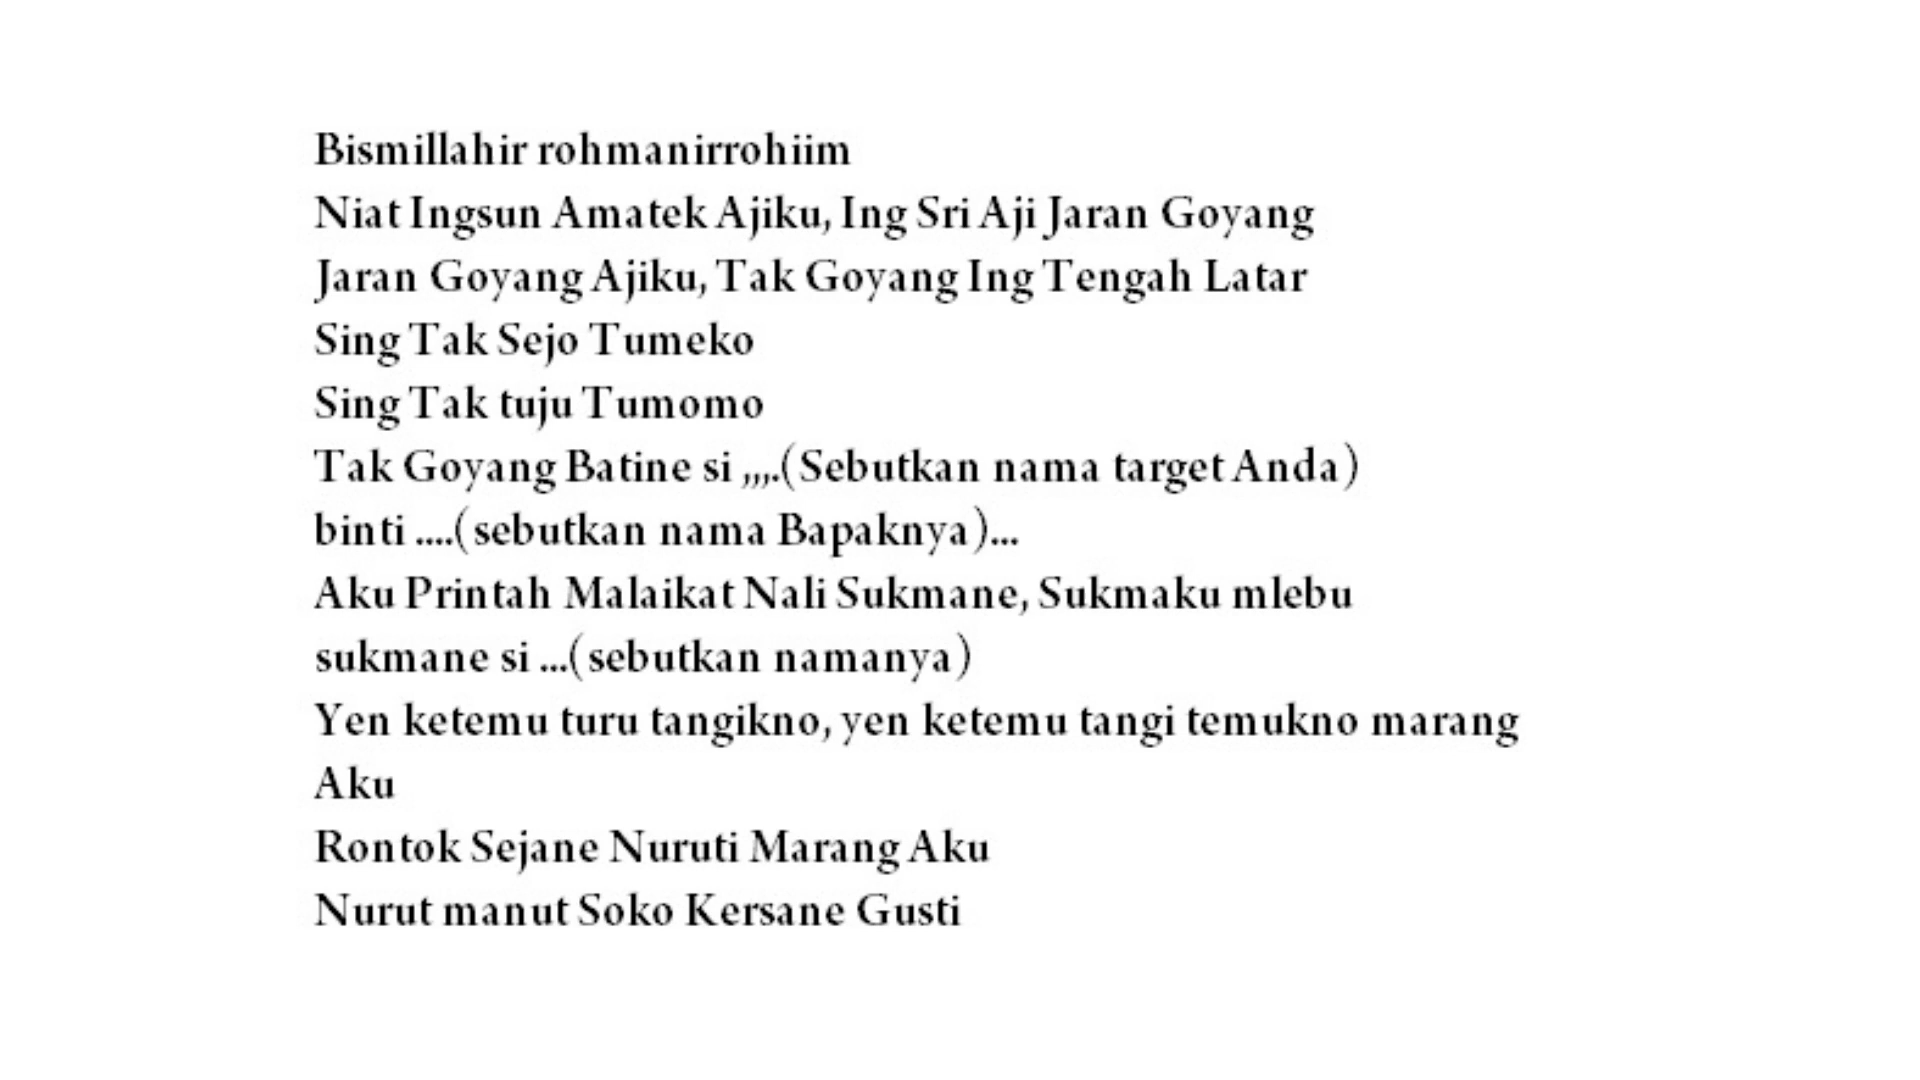 Bismillahir rohmanirrohiim
Niat Ingsun Amatek Ajiku, Ing Sri Aji Jaran Goyang
Jaran Goyang Ajiku, Tak Goyang Ing Tengah Latar
Sing Tak Sejo Tumeko
Sing Tak tuju Tumomo
Tak Goyang Batine si ,,,.(Sebutkan nama target Anda)
binti ....(sebutkan nama Bapaknya)...
Aku Printah Malaikat Nali Sukmane, Sukmaku mlebu
sukmane si ...(sebutkan namanya)
Yen ketemu turu tangikno, yen ketemu tangi temukno marang
Aku
Rontok Sejane Nuruti Marang Aku
Nurut manut Soko Kersane Gusti